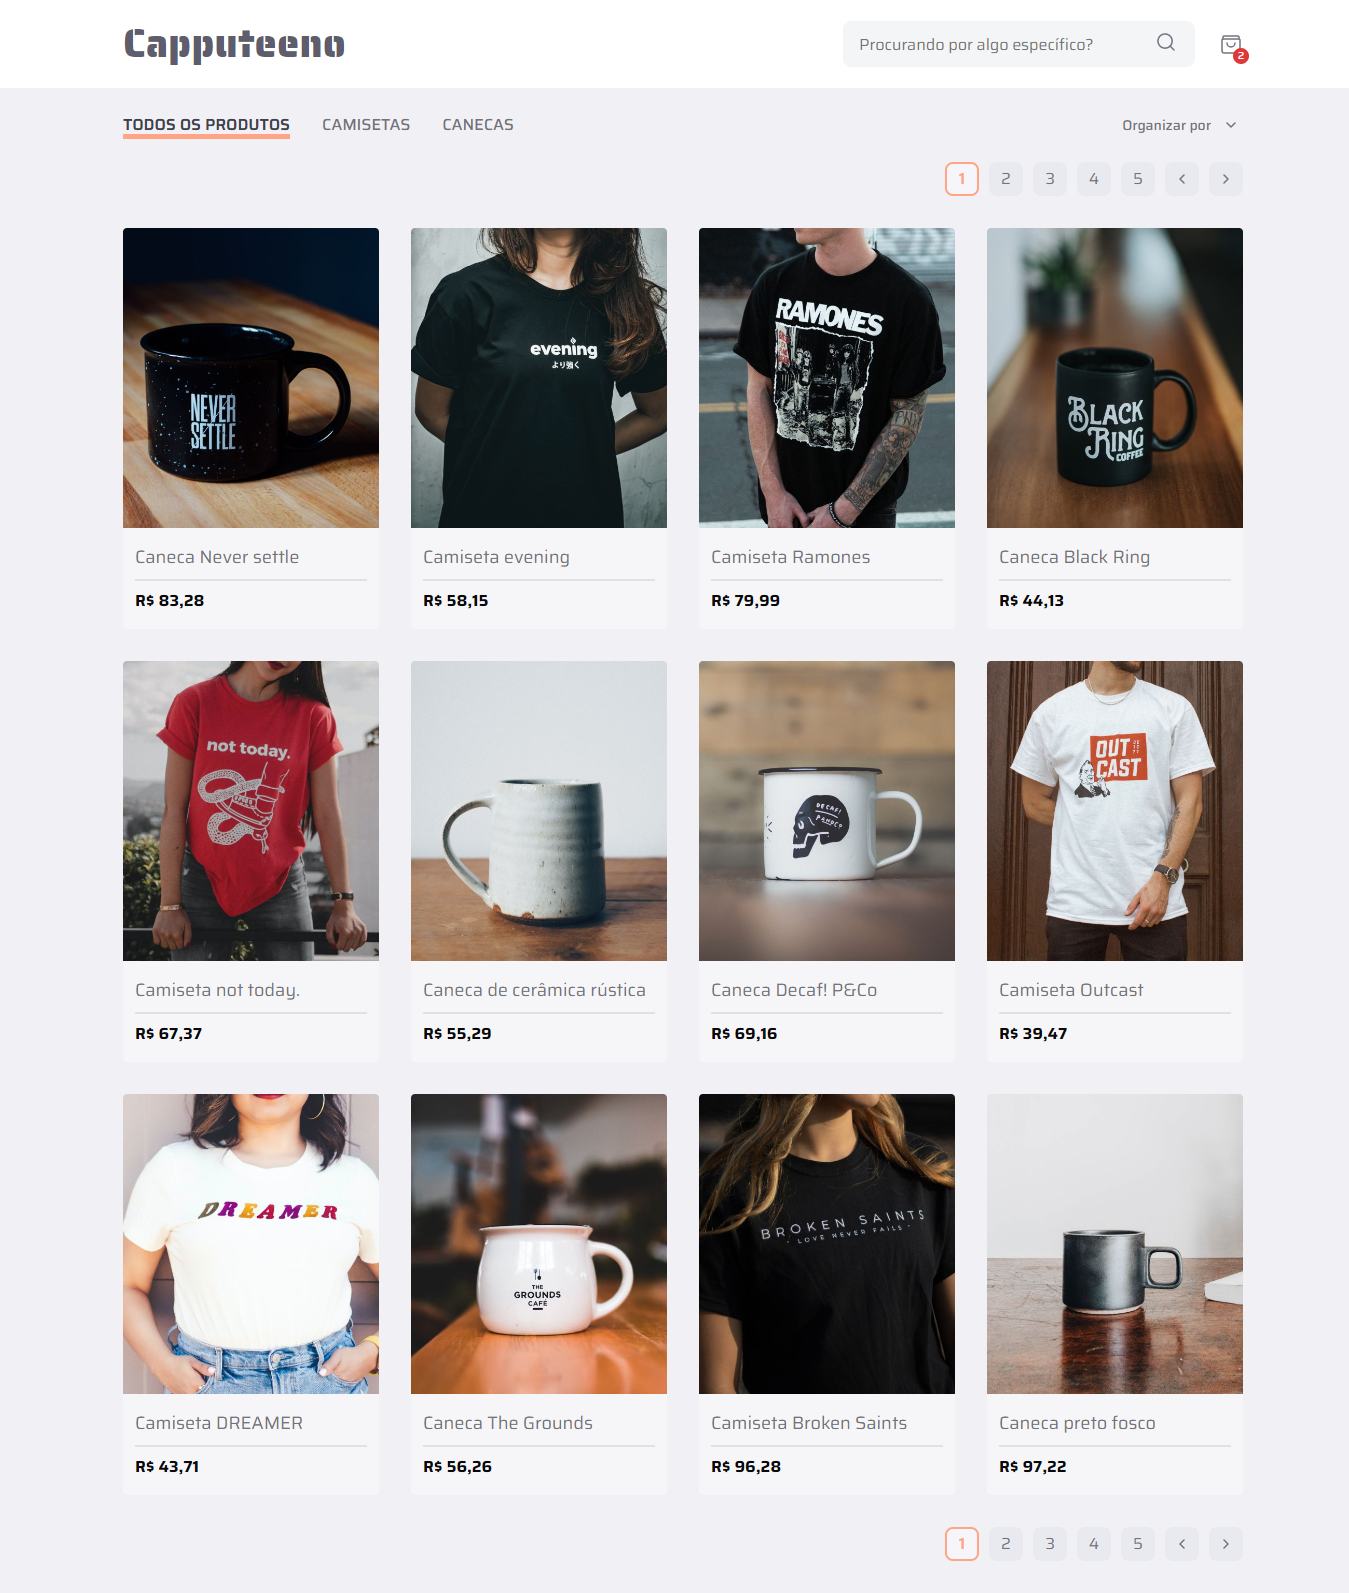 Capputeeno
Procurando por algo específico?
2
TODOS OS PRODUTOS
CAMISETAS
CANECAS
Organizar por
1 2 3 4 5
NEVER
SETTLE
evening
より強く
RAMONES
BLACK
RING
COFFEE
Caneca Never settle
R$ 83,28
Camiseta evening
R$ 58,15
Camiseta Ramones
R$ 79,99
Caneca Black Ring
R$ 44,13
not today.
DECAF!
OUT
CAST
Camiseta not today.
R$ 67,37
Caneca de cerâmica rústica
R$ 55,29
Caneca Decaf! P&Co
R$ 69,16
Camiseta Outcast
R$ 39,47
DREAMER
THE
GROUNDS
CAFÉ
BROKEN SAINTS
- LOVE NEVER FAILS -
Camiseta DREAMER
R$ 43,71
Caneca The Grounds
R$ 56,26
Camiseta Broken Saints
R$ 96,28
Caneca preto fosco
R$ 97,22
1 2 3 4 5